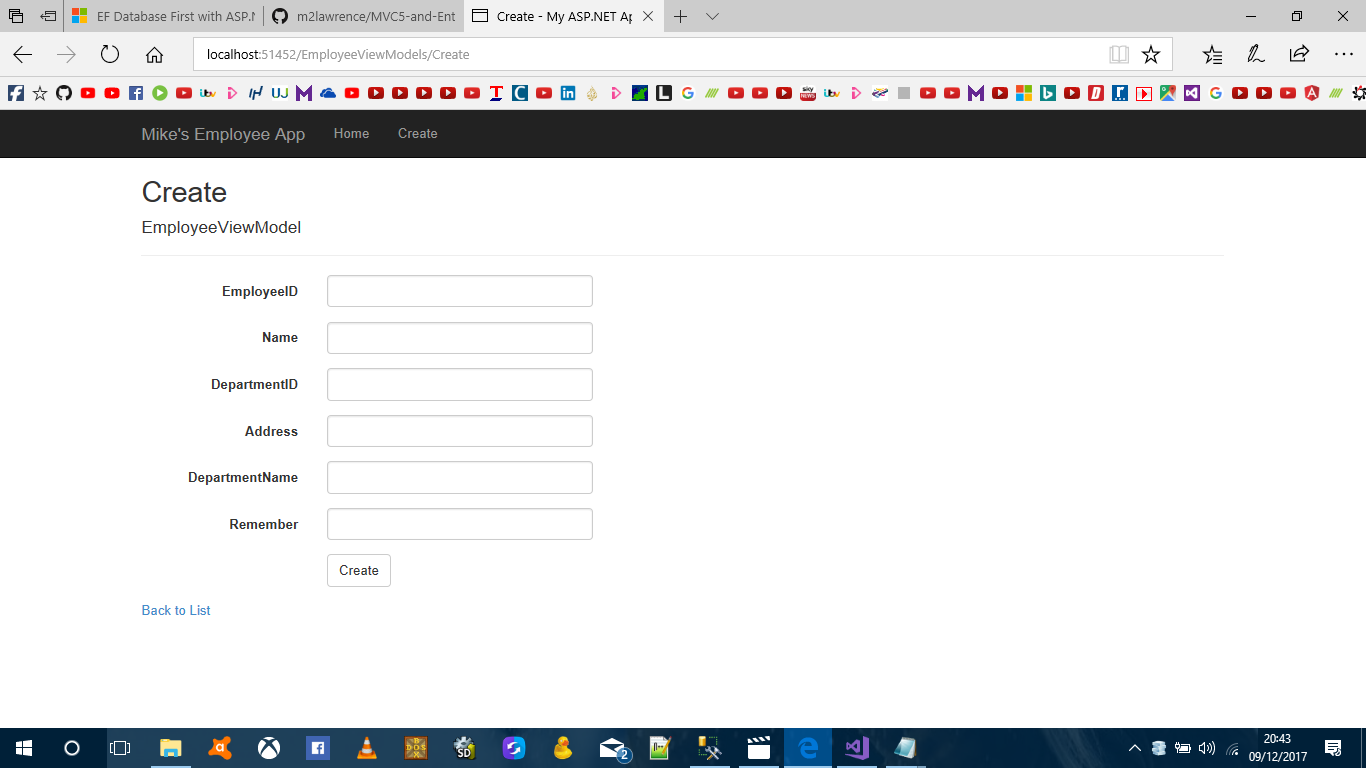 EF Database First with ASP.N
m2lawrence/MVC5-and-Ent
Create - My ASP.NET Ap
localhost:51452/EmployeeViewModels/Create
Mike's Employee App Home Create
Create
EmployeeViewModel
EmployeeID
Name
DepartmentID
Address
DepartmentName
Remember
Create
Back to List
20:43
09/12/2017